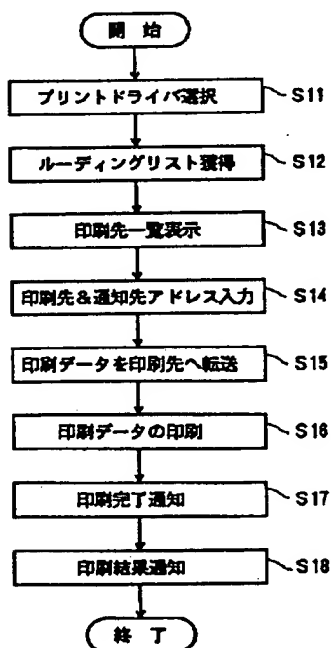 開 始
プリントドライバ選択 S11
ルーディングリスト獲得 S12
印刷先一覧表示 S13
印刷先&通知先アドレス入力 S14
印刷データを印刷先へ転送 S15
印刷データの印刷 S16
印刷完了通知 S17
印刷結果通知 S18
終 了